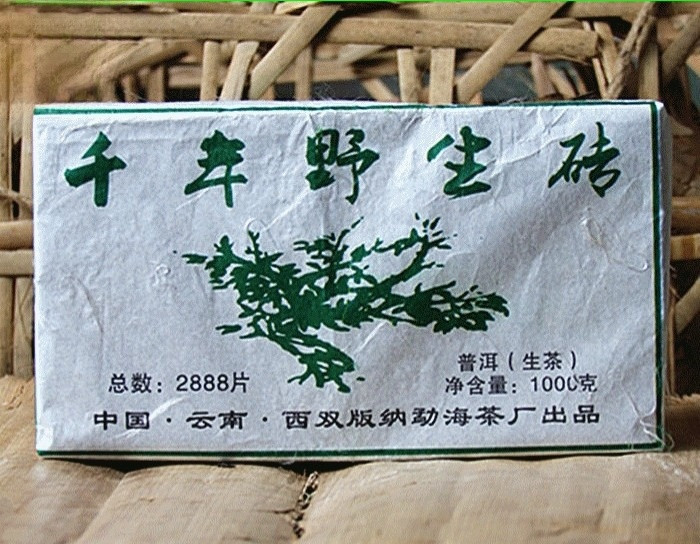 千年野生砖
普洱（生茶）
总数：2888片 净含量：1000克
中国·云南·西双版纳勐海茶厂出品